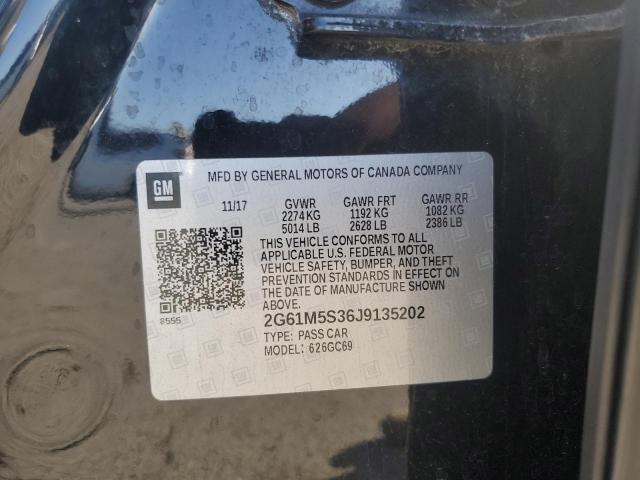 MFD BY GENERAL MOTORS OF CANADA COMPANY
GM
11/17 GVWR GAWR FRT GAWR RR
2274 KG 1192 KG 1082 KG
5014 LB 2628 LB 2386 LB
THIS VEHICLE CONFORMS TO ALL
APPLICABLE U.S. FEDERAL MOTOR
VEHICLE SAFETY, BUMPER, AND THEFT
PREVENTION STANDARDS IN EFFECT ON
THE DATE OF MANUFACTURE SHOWN
ABOVE.
8555
2G61M5S36J9135202
TYPE: PASS CAR
MODEL: 626GC69